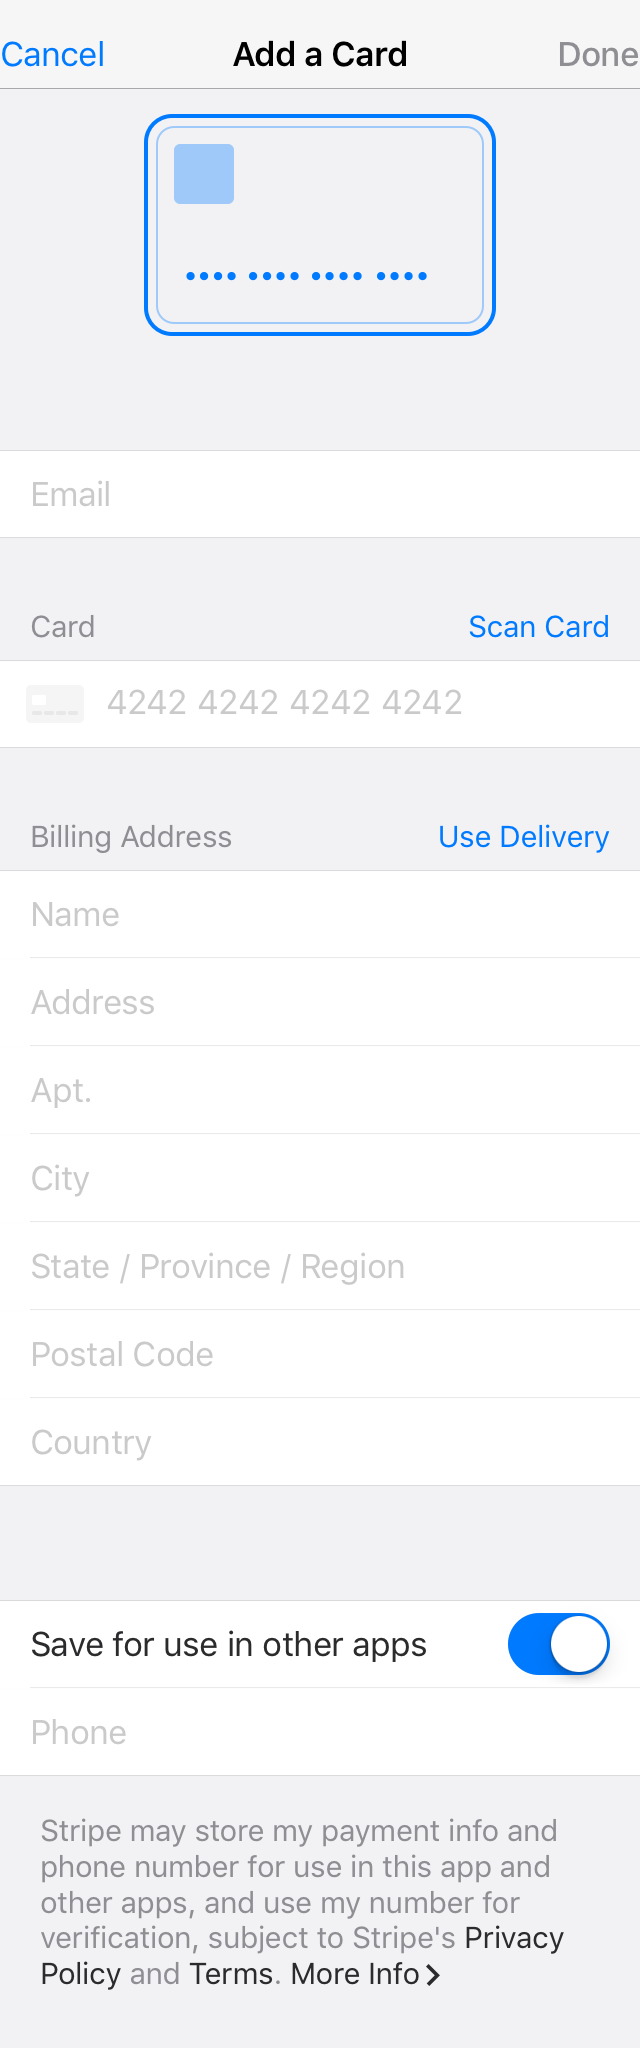 Cancel Add a Card Done
•••• •••• •••• ••••
Email
Card Scan Card
4242 4242 4242 4242
Billing Address Use Delivery
Name
Address
Apt.
City
State / Province / Region
Postal Code
Country
Save for use in other apps
Phone
Stripe may store my payment info and
phone number for use in this app and
other apps, and use my number for
verification, subject to Stripe's Privacy
Policy and Terms. More Info